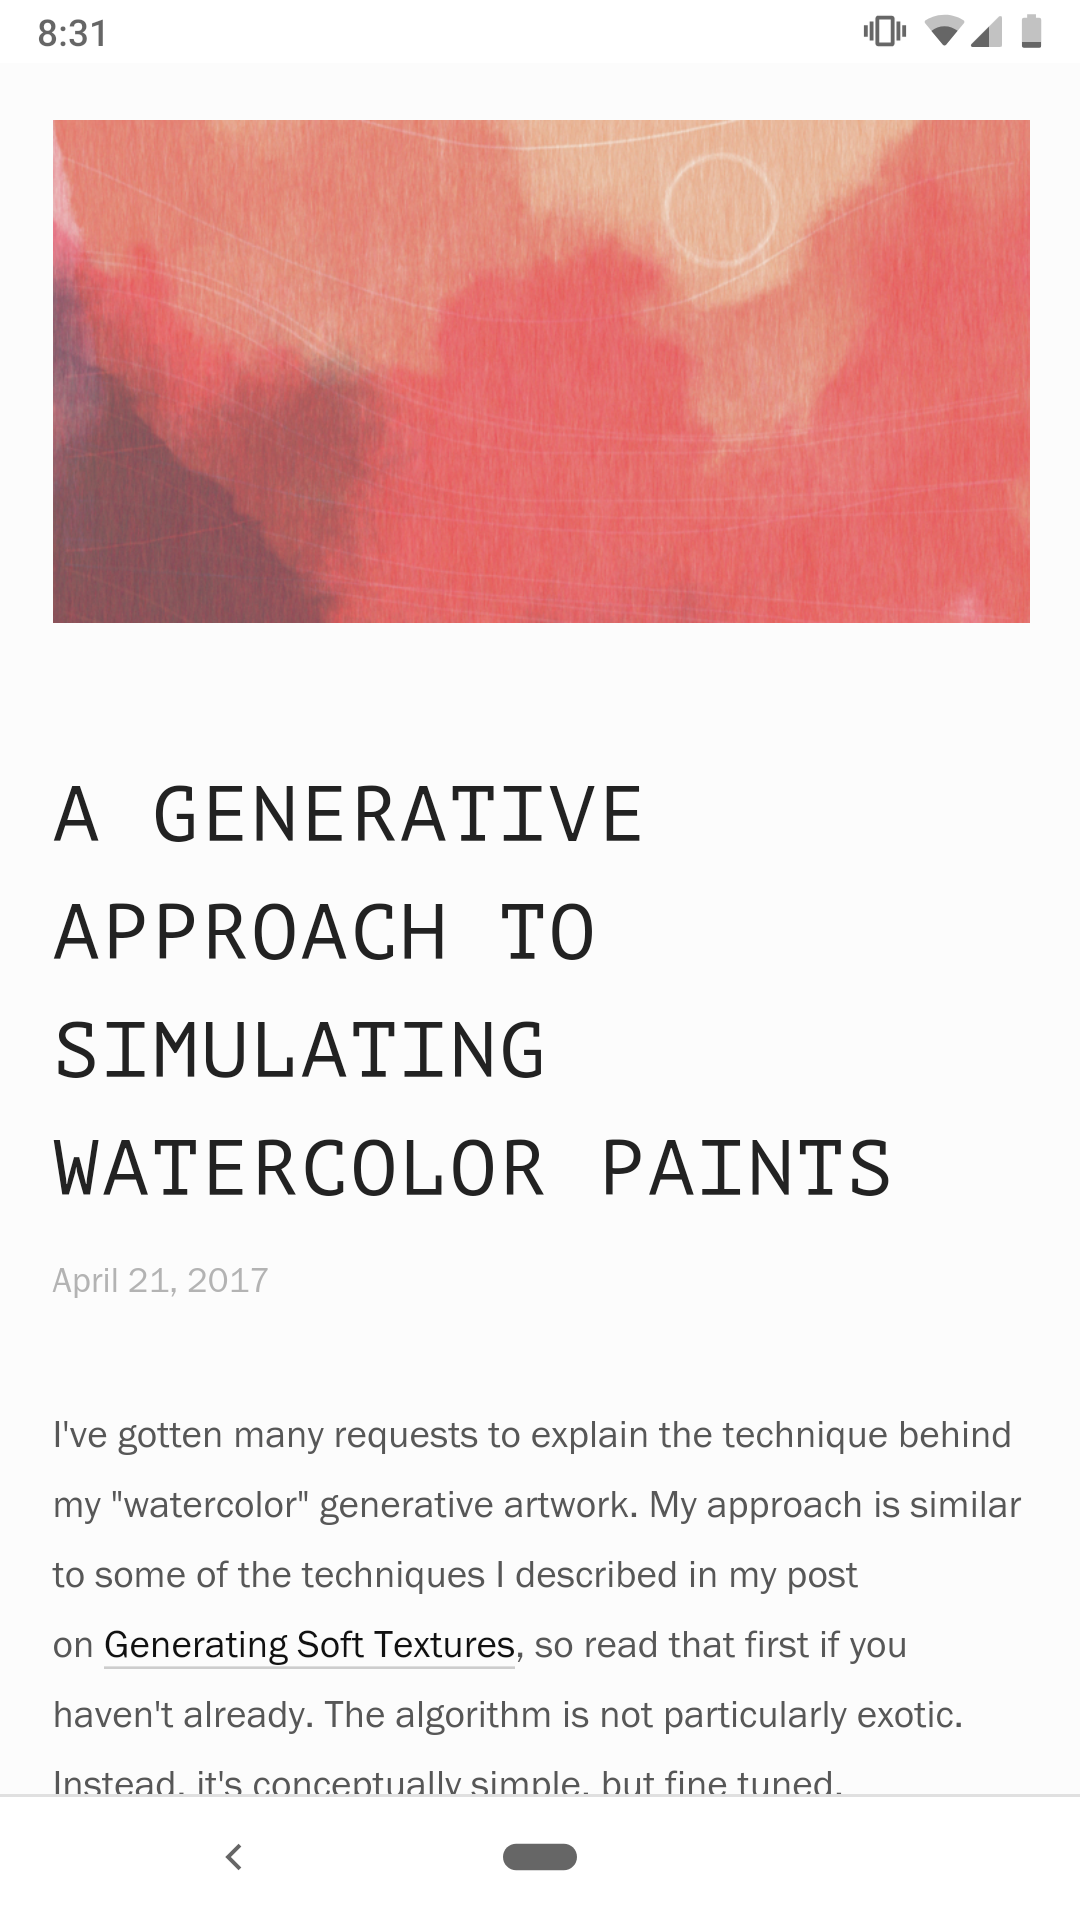 8:31
A GENERATIVE
APPROACH TO
SIMULATING
WATERCOLOR PAINTS
April 21, 2017
I've gotten many requests to explain the technique behind
my "watercolor" generative artwork. My approach is similar
to some of the techniques I described in my post
on Generating Soft Textures, so read that first if you
haven't already. The algorithm is not particularly exotic.
Instead, it's conceptually simple, but fine tuned.